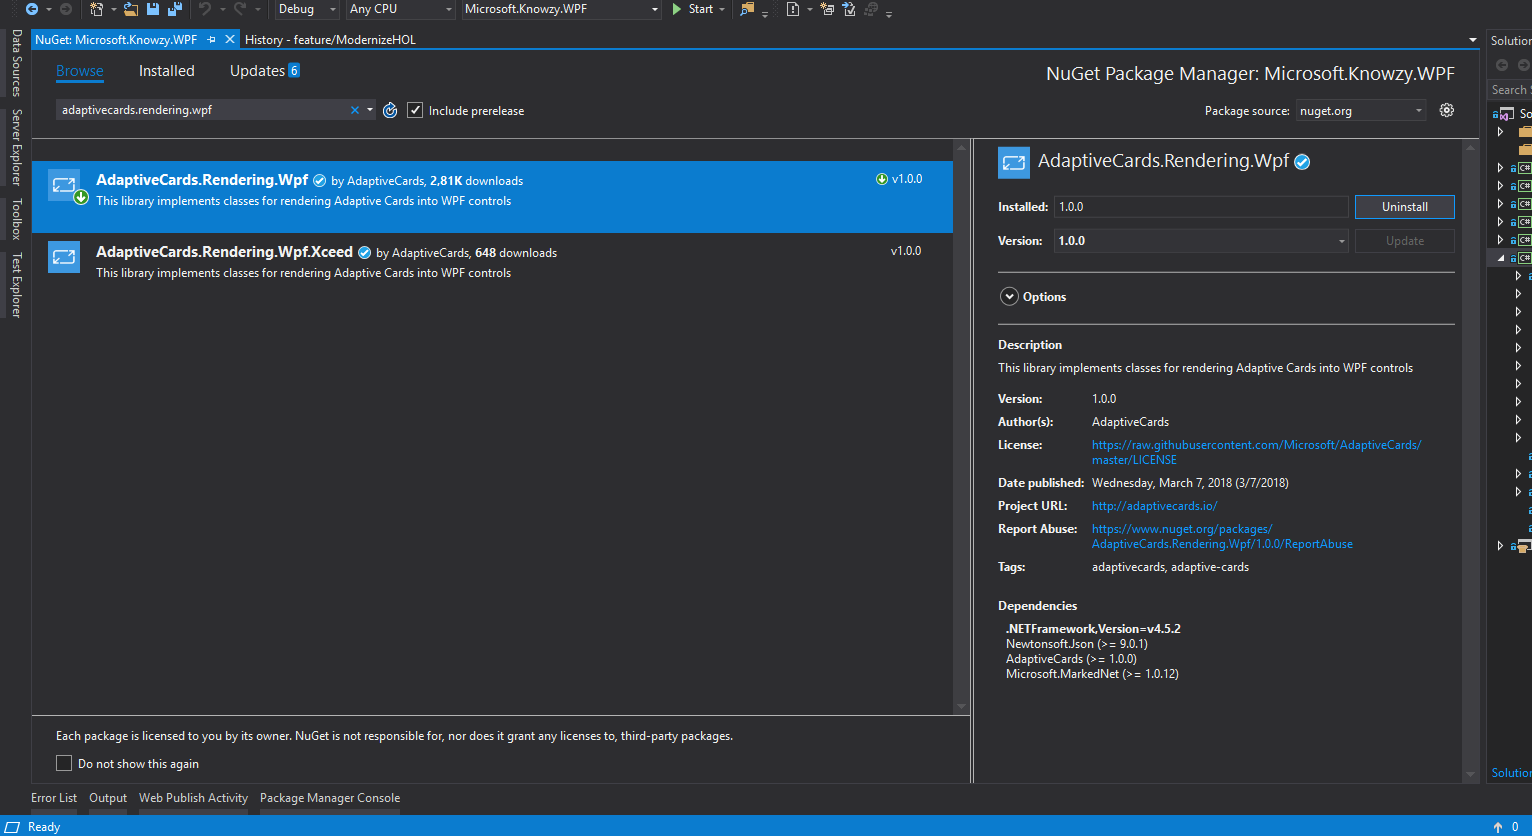 Debug
Any CPU
Microsoft.Knowzy.WPF
Start
NuGet: Microsoft.Knowzy.WPF
History - feature/ModernizeHOL
Data Sources
Server Explorer
Toolbox
Test Explorer
Browse
Installed
Updates 6
NuGet Package Manager: Microsoft.Knowzy.WPF
adaptivecards.rendering.wpf
Include prerelease
Package source: nuget.org
AdaptiveCards.Rendering.Wpf by AdaptiveCards, 2,81K downloads
v1.0.0
This library implements classes for rendering Adaptive Cards into WPF controls
AdaptiveCards.Rendering.Wpf.Xceed by AdaptiveCards, 648 downloads
v1.0.0
This library implements classes for rendering Adaptive Cards into WPF controls
Each package is licensed to you by its owner. NuGet is not responsible for, nor does it grant any licenses to, third-party packages.
Do not show this again
AdaptiveCards.Rendering.Wpf
Installed: 1.0.0
Uninstall
Version: 1.0.0
Update
Options
Description
This library implements classes for rendering Adaptive Cards into WPF controls
Version: 1.0.0
Author(s): AdaptiveCards
License: https://raw.githubusercontent.com/Microsoft/AdaptiveCards/
master/LICENSE
Date published: Wednesday, March 7, 2018 (3/7/2018)
Project URL: http://adaptivecards.io/
Report Abuse: https://www.nuget.org/packages/
AdaptiveCards.Rendering.Wpf/1.0.0/ReportAbuse
Tags: adaptivecards, adaptive-cards
Dependencies
.NETFramework,Version=v4.5.2
Newtonsoft.Json (>= 9.0.1)
AdaptiveCards (>= 1.0.0)
Microsoft.MarkedNet (>= 1.0.12)
Solution
Search S
So
C#
C#
C#
C#
C#
C#
Solution
Error List
Output
Web Publish Activity
Package Manager Console
Ready
0